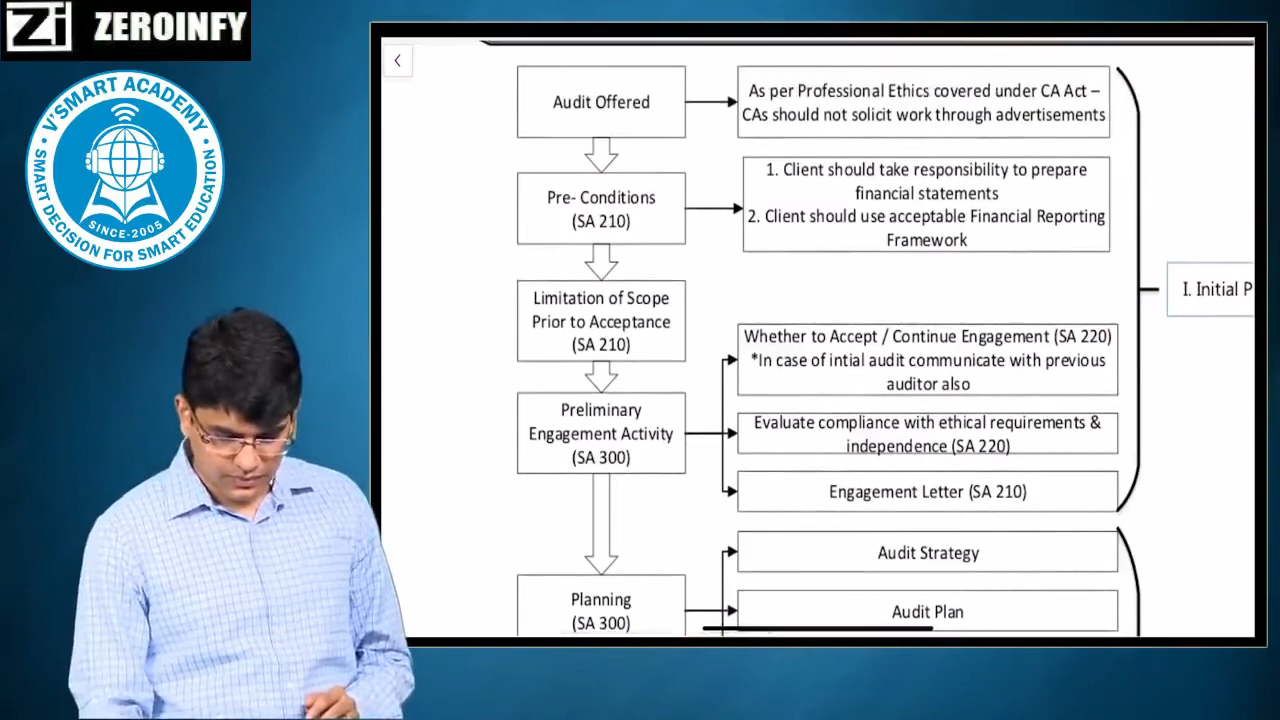 Zi ZEROINFY
V'SMART ACADEMY
SMART DECISION FOR SMART EDUCATION
SINCE-2005
<
Audit Offered
As per Professional Ethics covered under CA Act –
CAs should not solicit work through advertisements
Pre- Conditions
(SA 210)
1. Client should take responsibility to prepare
financial statements
2. Client should use acceptable Financial Reporting
Framework
Limitation of Scope
Prior to Acceptance
(SA 210)
I. Initial P
Whether to Accept / Continue Engagement (SA 220)
*In case of intial audit communicate with previous
auditor also
Preliminary
Engagement Activity
(SA 300)
Evaluate compliance with ethical requirements &
independence (SA 220)
Engagement Letter (SA 210)
Audit Strategy
Planning
(SA 300)
Audit Plan